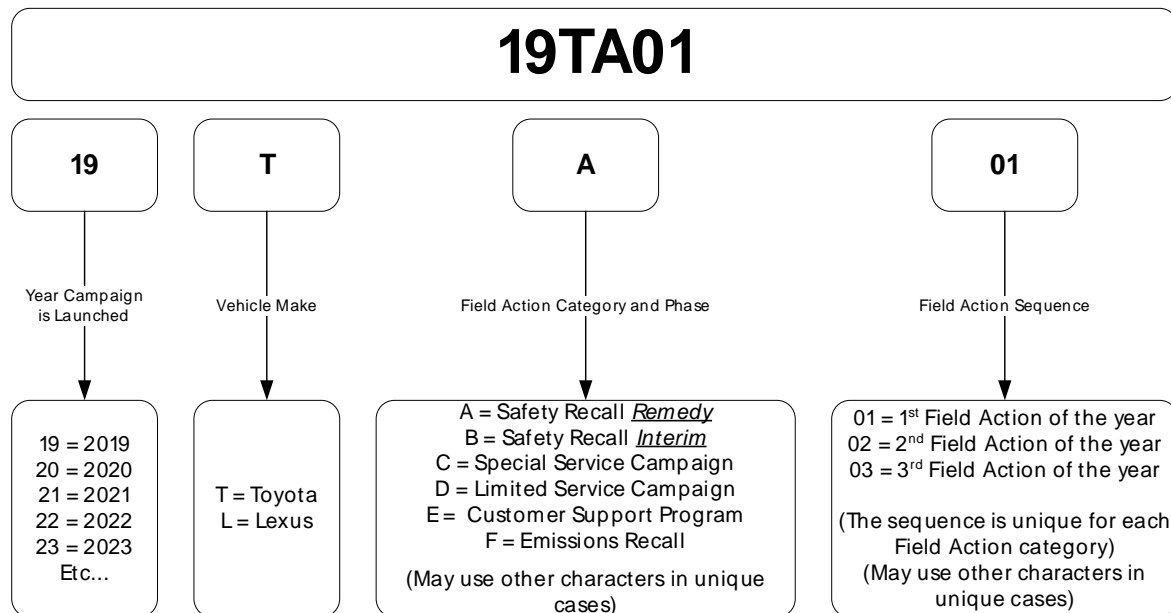 19TA01
19
T
A
01
Year Campaign
is Launched
Vehicle Make
Field Action Category and Phase
Field Action Sequence
19 = 2019
20 = 2020
21 = 2021
22 = 2022
23 = 2023
Etc...
T = Toyota
L = Lexus
A = Safety Recall Remedy
B = Safety Recall Interim
C = Special Service Campaign
D = Limited Service Campaign
E = Customer Support Program
F = Emissions Recall
(May use other characters in unique
cases)
01 = 1st Field Action of the year
02 = 2nd Field Action of the year
03 = 3rd Field Action of the year
(The sequence is unique for each
Field Action category)
(May use other characters in
unique cases)